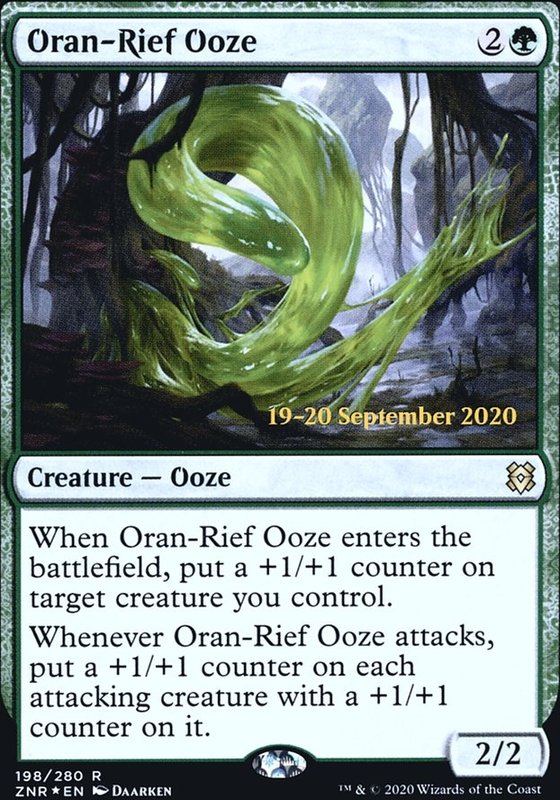 Oran-Rief Ooze 2
19–20 September 2020
Creature — Ooze
When Oran-Rief Ooze enters the
battlefield, put a +1/+1 counter on
target creature you control.
Whenever Oran-Rief Ooze attacks,
put a +1/+1 counter on each
attacking creature with a +1/+1
counter on it.
2/2
198/280 R
ZNR★EN Daarken
™ & © 2020 Wizards of the Coast